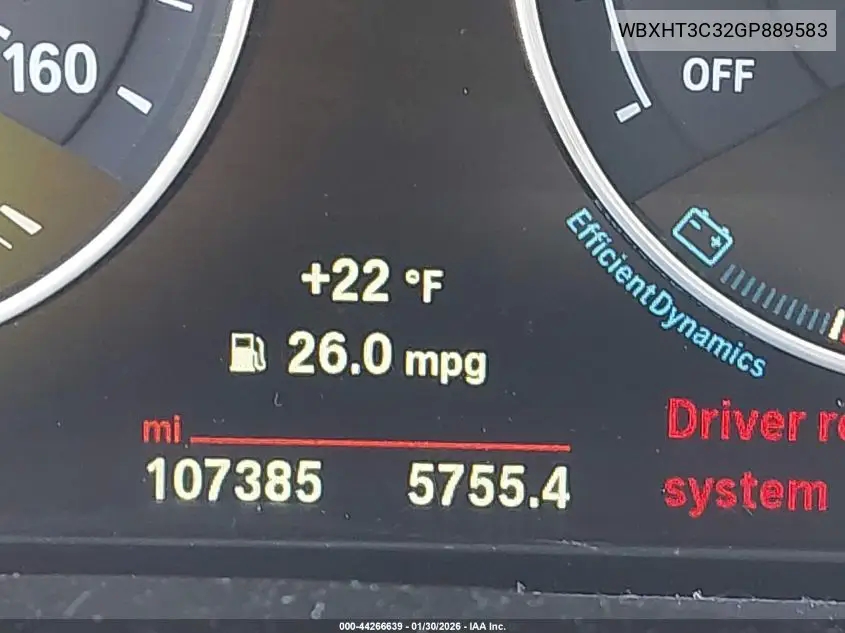 WBXHT3C32GP889583
160
OFF
+22 °F
EfficientDynamics
26.0 mpg
mi
Driver re
107385 5755.4
system
000-44266639 - 01/30/2026 - IAA Inc.